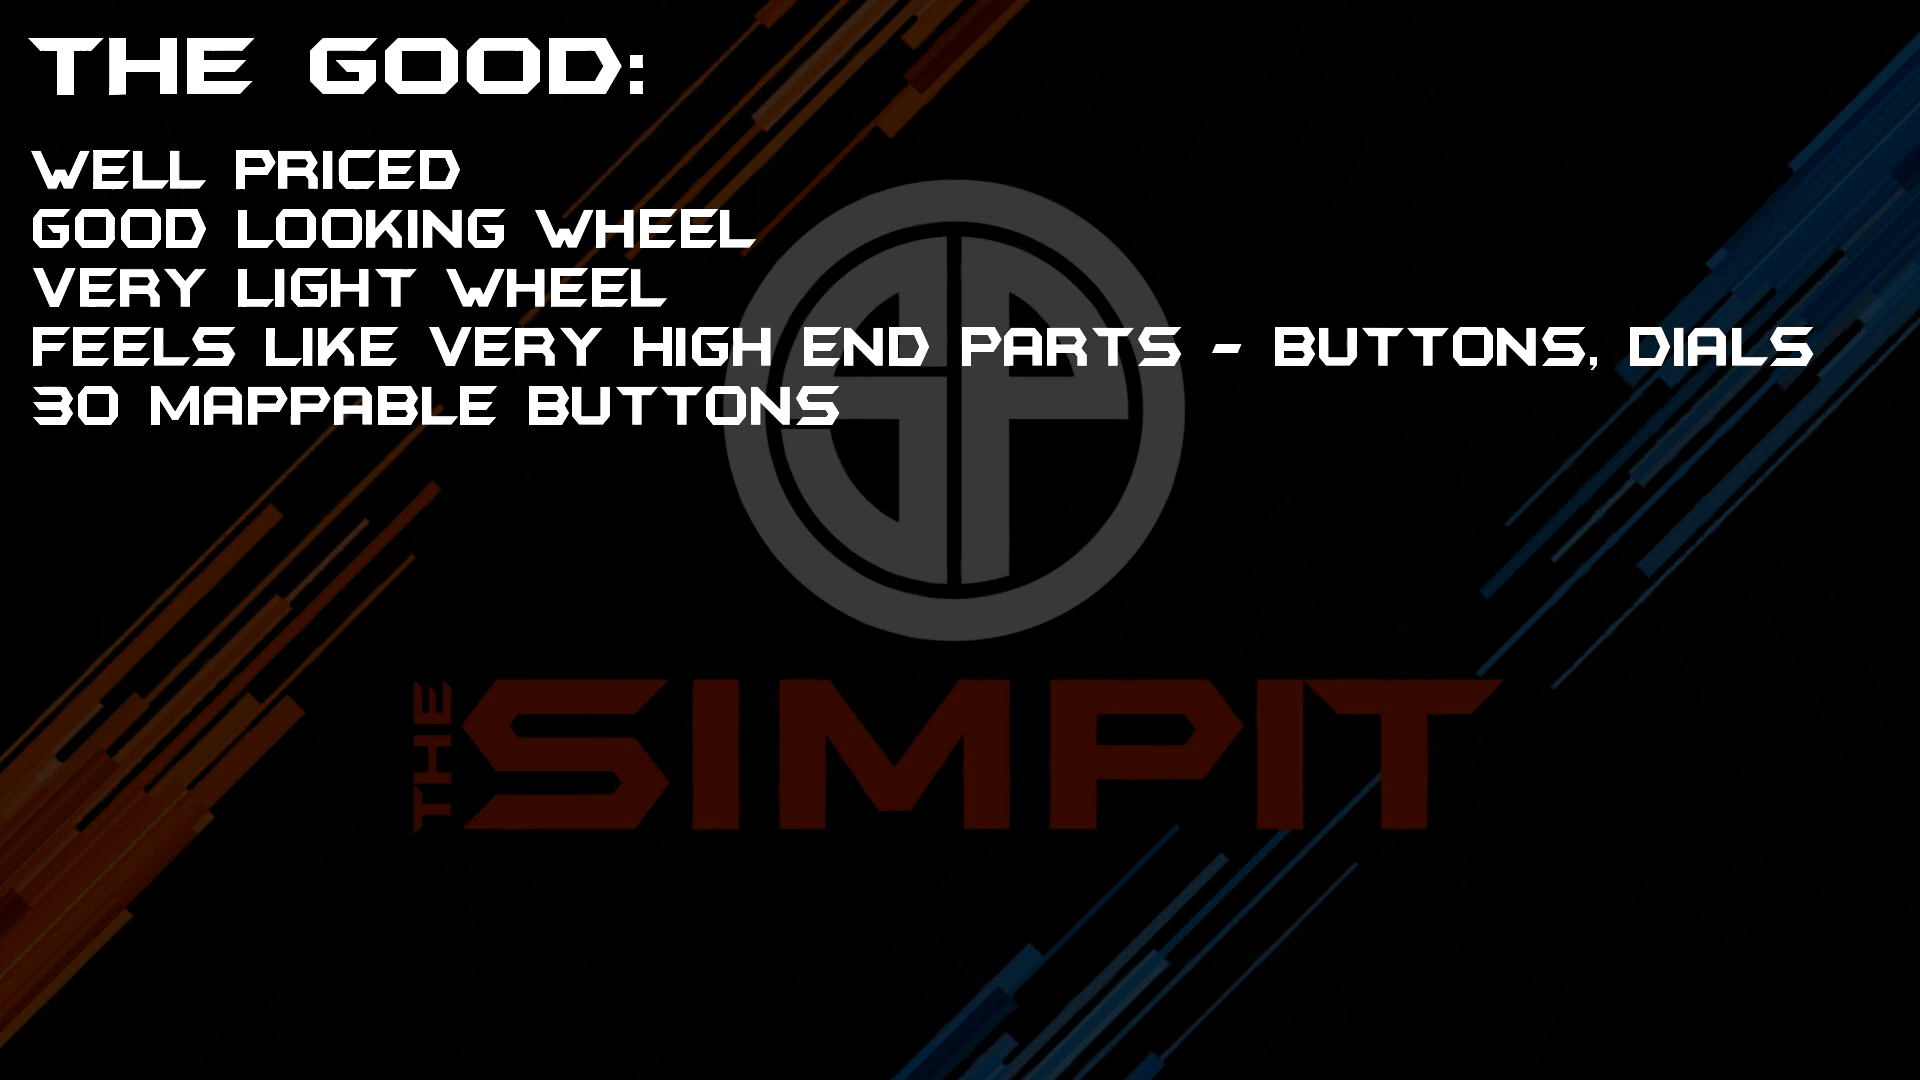 THE GOOD:
WELL PRICED
GOOD LOOKING WHEEL
VERY LIGHT WHEEL
FEELS LIKE VERY HIGH END PARTS - BUTTONS, DIALS
30 MAPPABLE BUTTONS
SP
THE SIMPIT